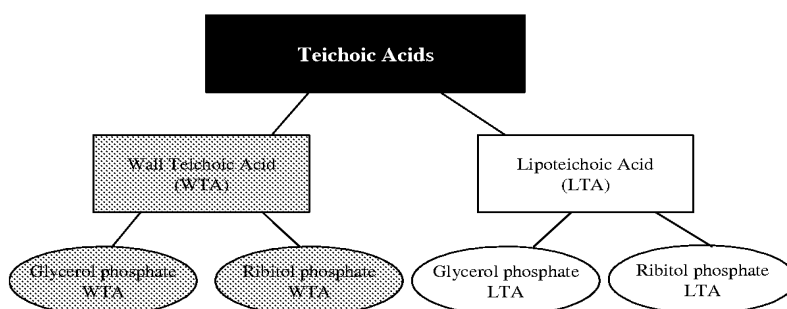 Teichoic Acids
Wall Teichoic Acid
(WTA)
Lipoteichoic Acid
(LTA)
Glycerol phosphate
WTA
Ribitol phosphate
WTA
Glycerol phosphate
LTA
Ribitol phosphate
LTA